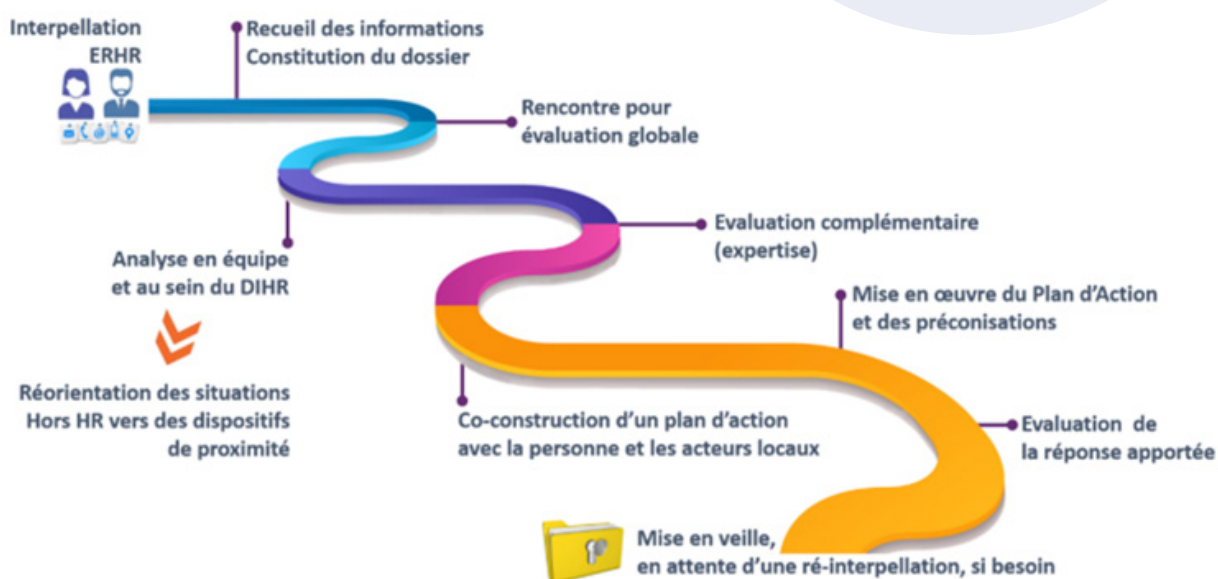 Interpellation
ERHR
Recueil des informations
Constitution du dossier
Rencontre pour
évaluation globale
Analyse en équipe
et au sein du DIHR
Réorientation des situations
Hors HR vers des dispositifs
de proximité
Evaluation complémentaire
(expertise)
Co-construction d'un plan d'action
avec la personne et les acteurs locaux
Mise en œuvre du Plan d'Action
et des préconisations
Evaluation de
la réponse apportée
Mise en veille,
en attente d'une ré-interpellation, si besoin